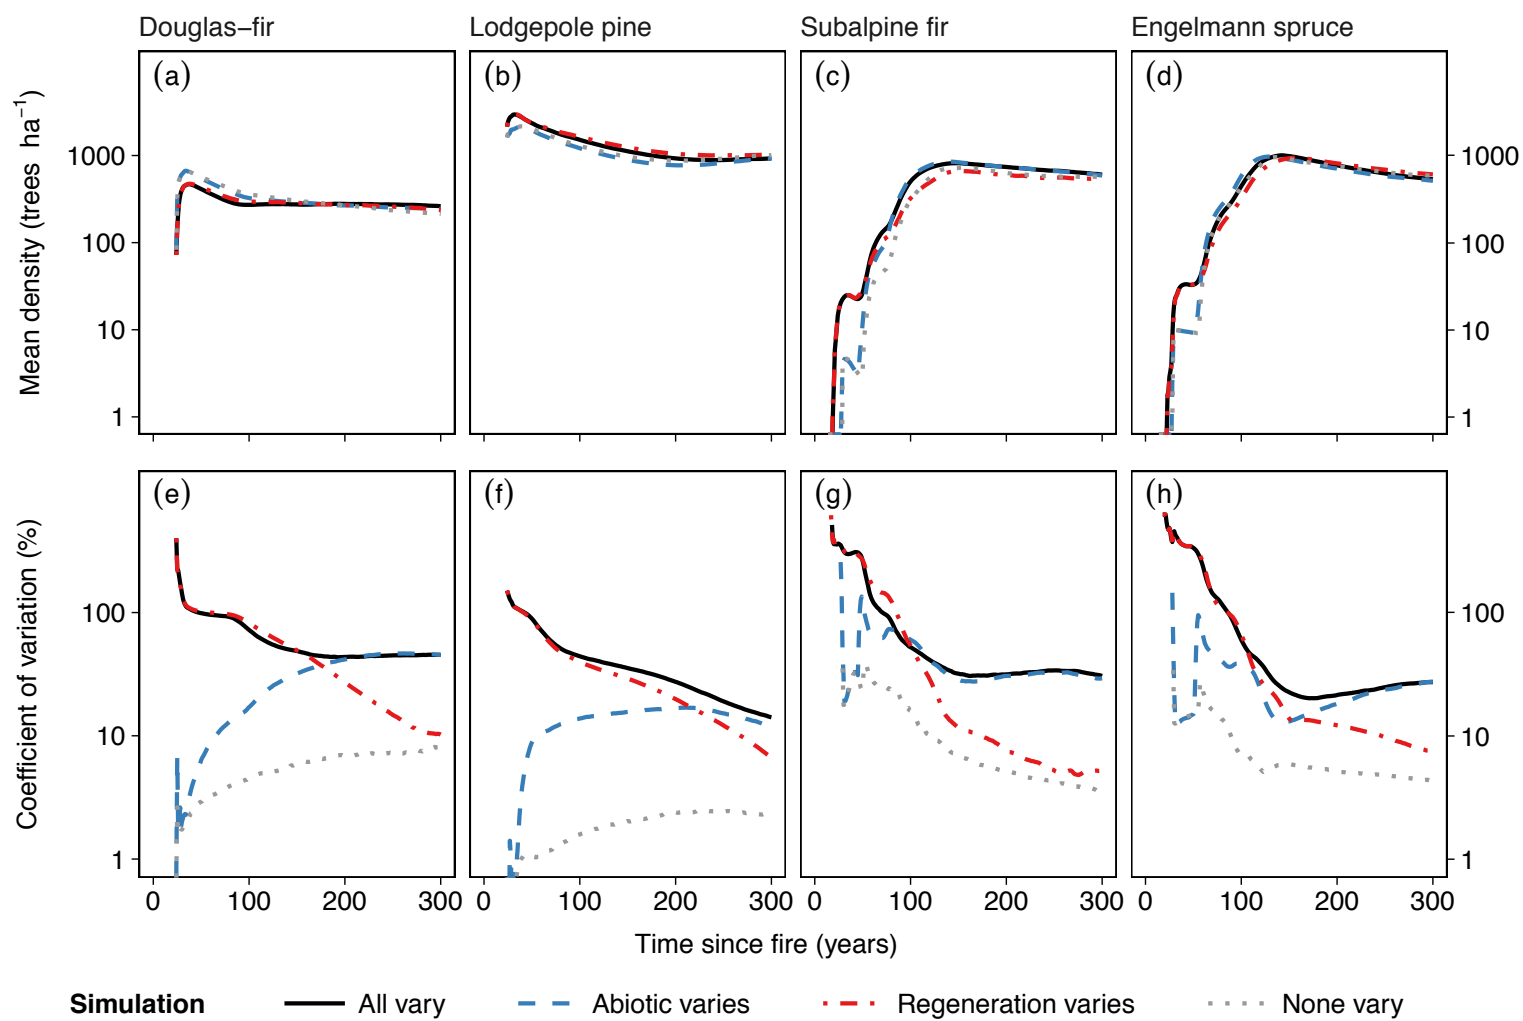 Douglas−fir Lodgepole pine Subalpine fir Engelmann spruce
(a) (b) (c) (d)
Mean density (trees ha−1)
1000 1000
100 100
10 10
1 1
(e) (f) (g) (h)
Coefficient of variation (%)
100 100
10 10
1 1
0 100 200 300 0 100 200 300 0 100 200 300 0 100 200 300
Time since fire (years)
Simulation All vary Abiotic varies Regeneration varies None vary